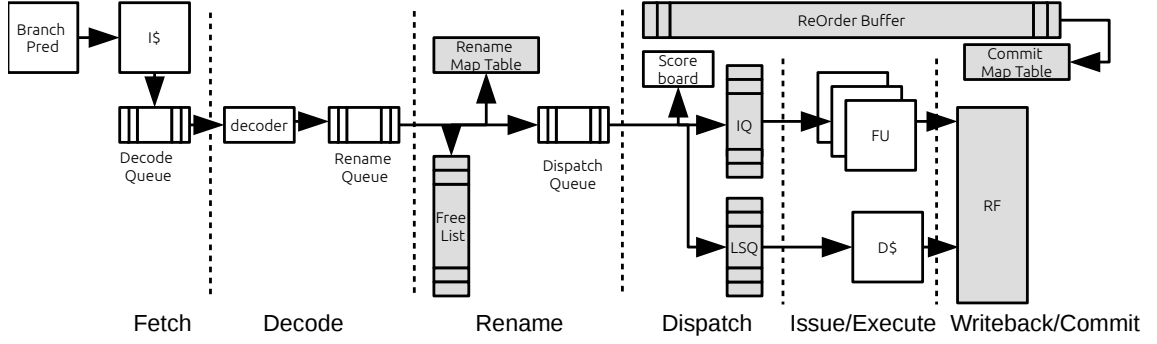 Branch
Pred
I$
Decode
Queue
decoder
Rename
Queue
Rename
Map Table
Free
List
Dispatch
Queue
ReOrder Buffer
Score
board
IQ
LSQ
FU
D$
Commit
Map Table
RF
Fetch
Decode
Rename
Dispatch
Issue/Execute
Writeback/Commit